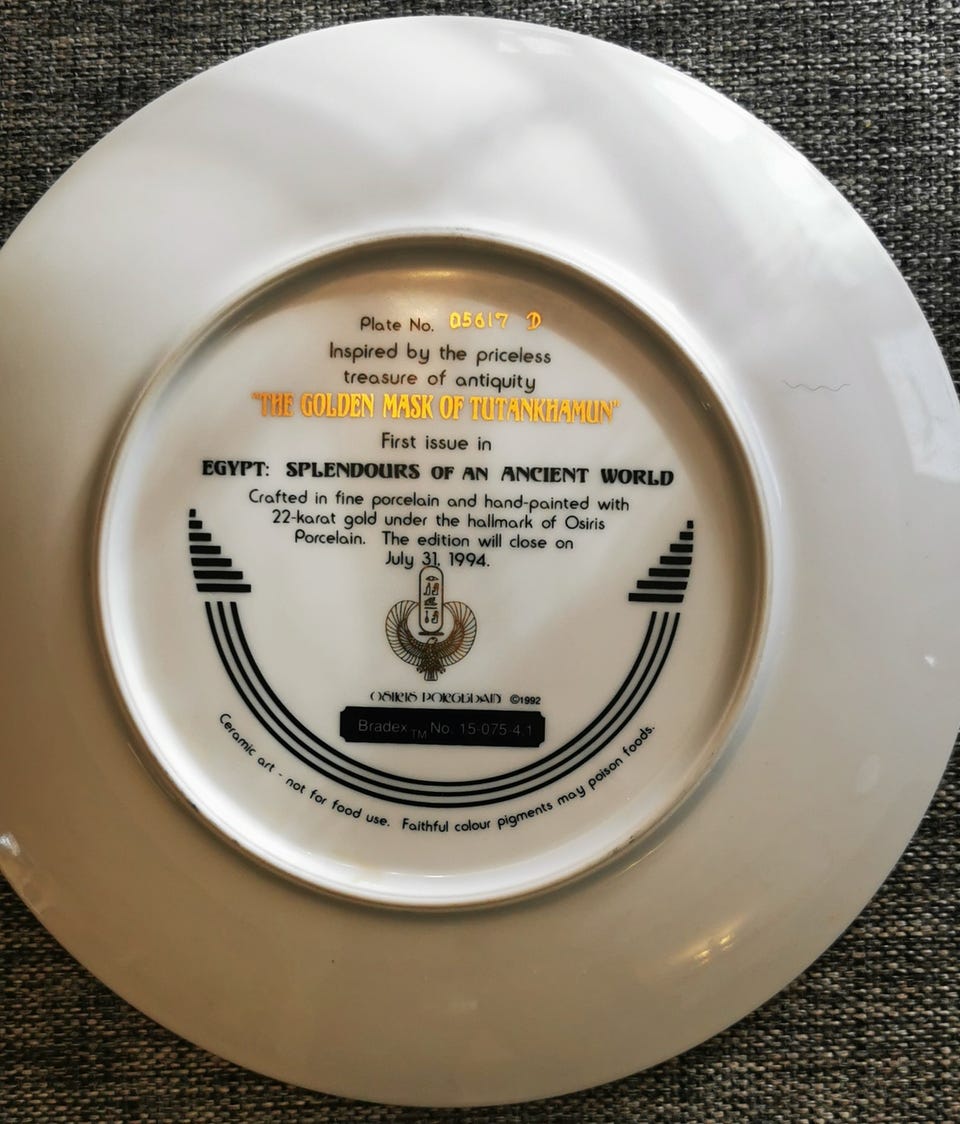 Plate No. 05617 D
Inspired by the priceless
treasure of antiquity
"THE GOLDEN MASK OF TUTANKHAMUN"
First issue in
EGYPT: SPLENDOURS OF AN ANCIENT WORLD
Crafted in fine porcelain and hand-painted with
22-karat gold under the hallmark of Osiris
Porcelain. The edition will close on
July 31, 1994.
OSIRIS PORCELAIN ©1992
Bradex TM No. 15-075-4.1
Ceramic art - not for food use. Faithful colour pigments may poison foods.